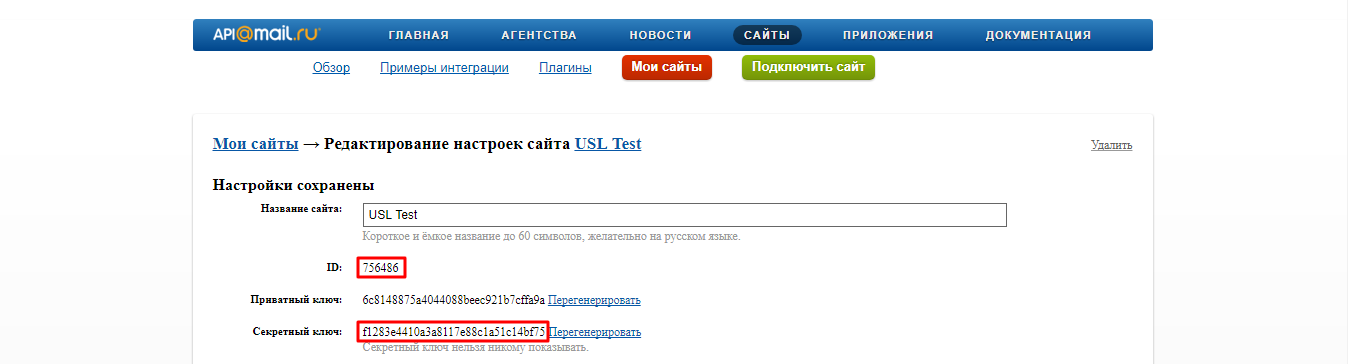 API@mail.ru ГЛАВНАЯ АГЕНТСТВА НОВОСТИ САЙТЫ ПРИЛОЖЕНИЯ ДОКУМЕНТАЦИЯ
Обзор Примеры интеграции Плагины Мои сайты Подключить сайт
Мои сайты → Редактирование настроек сайта USL Test Удалить
Настройки сохранены
Название сайта: USL Test
Короткое и ёмкое название до 60 символов, желательно на русском языке.
ID: 756486
Приватный ключ: 6c8148875a4044088beec921b7cffa9a Перегенерировать
Секретный ключ: f1283e4410a3a8117e88c1a51c14bf75 Перегенерировать
Секретный ключ нельзя никому показывать.